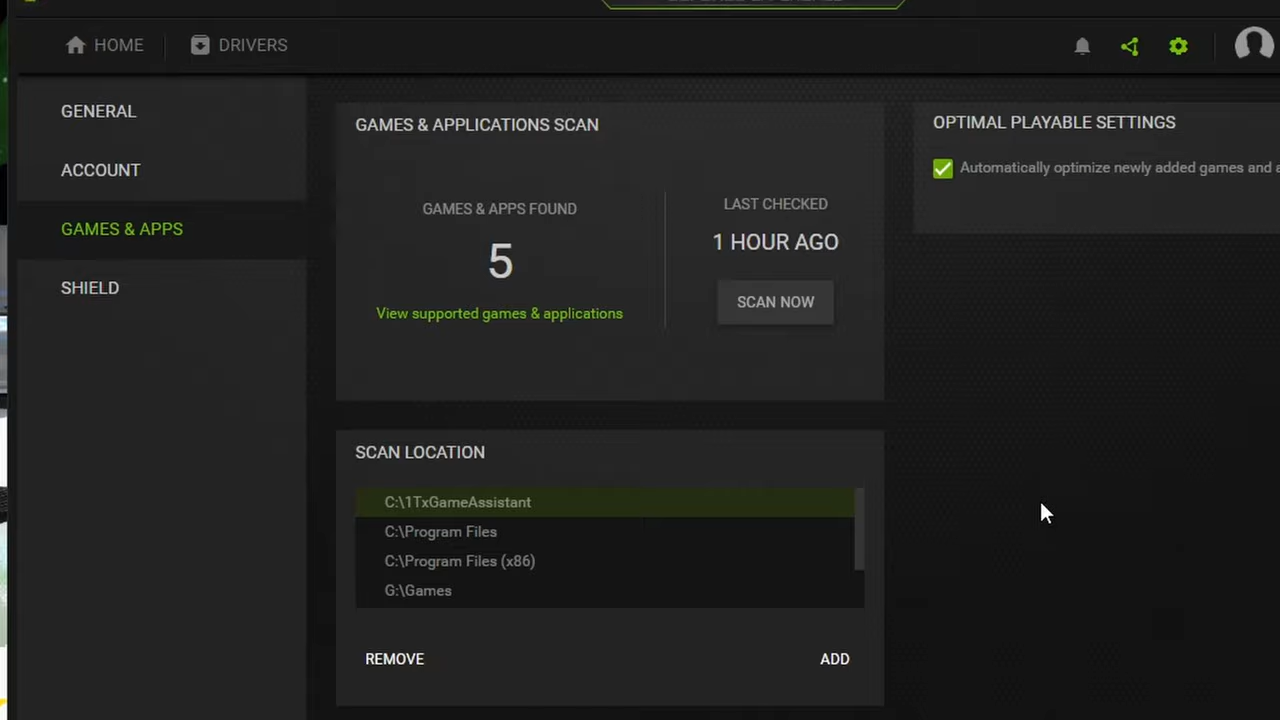 HOME
DRIVERS
GENERAL
ACCOUNT
GAMES & APPS
SHIELD
GAMES & APPLICATIONS SCAN
GAMES & APPS FOUND
5
View supported games & applications
LAST CHECKED
1 HOUR AGO
SCAN NOW
SCAN LOCATION
C:\1TxGameAssistant
C:\Program Files
C:\Program Files (x86)
G:\Games
REMOVE
ADD
OPTIMAL PLAYABLE SETTINGS
Automatically optimize newly added games and